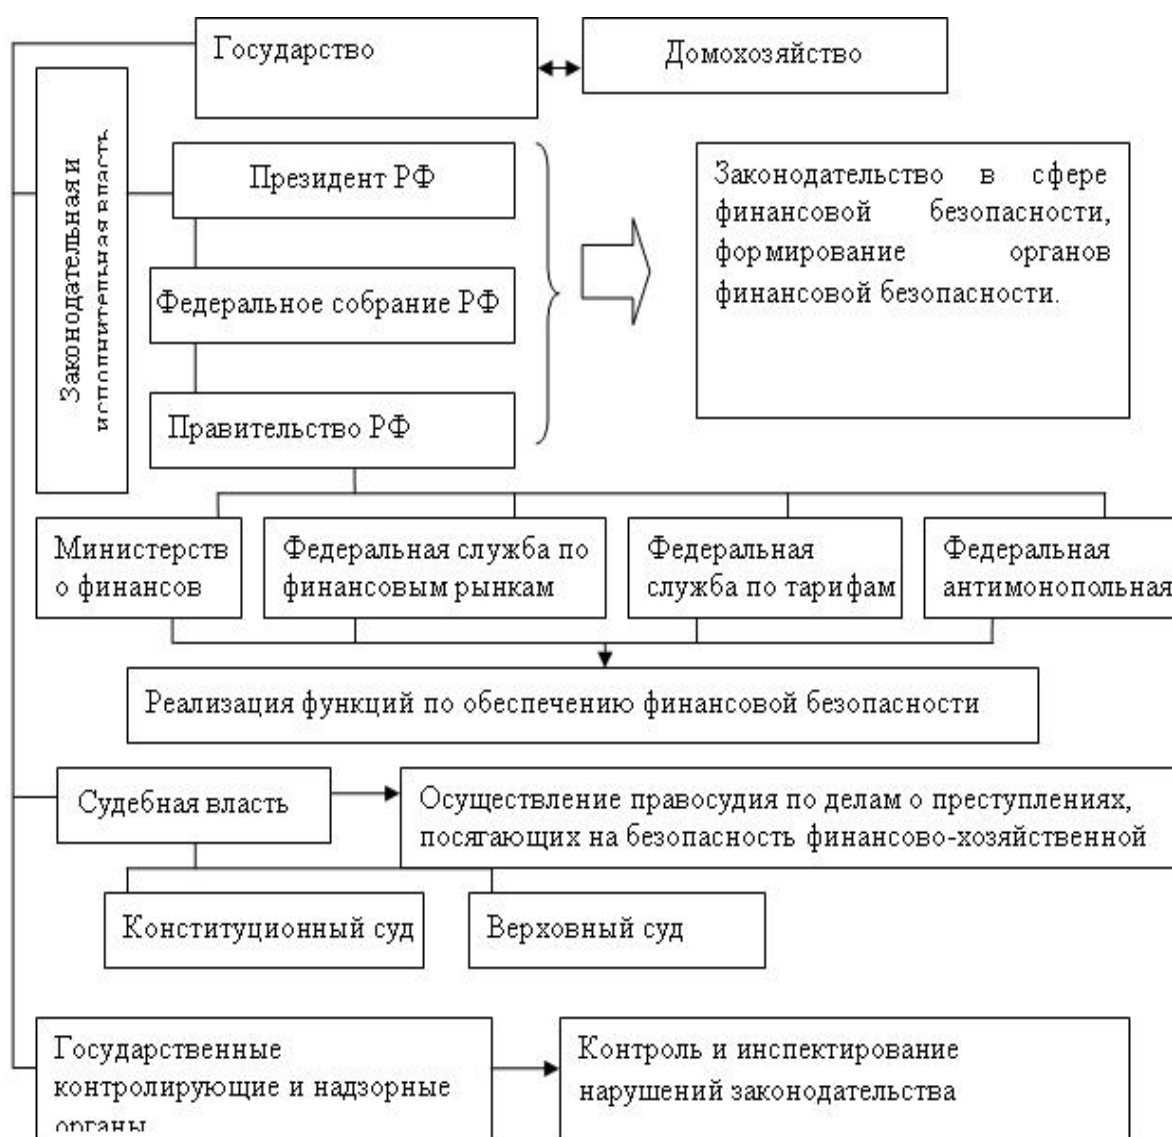 Государство
Домохозяйство
Законодательная и
исполнительная власть
Президент РФ
Федеральное собрание РФ
Правительство РФ
Законодательство в сфере
финансовой безопасности,
формирование органов
финансовой безопасности.
Министерств
о финансов
Федеральная служба по
финансовым рынкам
Федеральная
служба по тарифам
Федеральная
антимонопольная
Реализация функций по обеспечению финансовой безопасности
Судебная власть
Осуществление правосудия по делам о преступлениях,
посягающих на безопасность финансово-хозяйственной
Конституционный суд
Верховный суд
Государственные
контролирующие и надзорные
органы
Контроль и инспектирование
нарушений законодательства